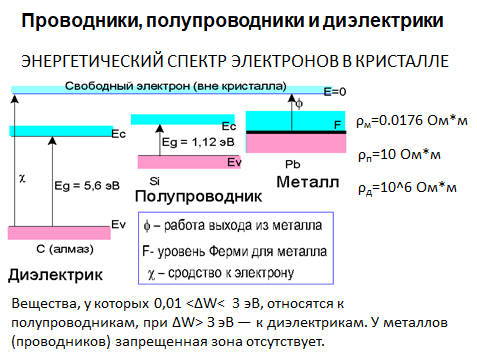 Проводники, полупроводники и диэлектрики
ЭНЕРГЕТИЧЕСКИЙ СПЕКТР ЭЛЕКТРОНОВ В КРИСТАЛЛЕ
Свободный электрон (вне кристалла)
E=0
ϕ
Ec
Ec
F
Eg = 1,12 эВ
Ev
χ
Eg = 5,6 эВ
Si
Pb
Полупроводник
Металл
Ev
C (алмаз)
Диэлектрик
ϕ – работа выхода из металла
F- уровень Ферми для металла
χ – сродство к электрону
ρм=0.0176 Ом*м
ρп=10 Ом*м
ρд=10^6 Ом*м
Вещества, у которых 0,01 <ΔW< 3 эВ, относятся к
полупроводникам, при ΔW> 3 эВ — к диэлектрикам. У металлов
(проводников) запрещенная зона отсутствует.